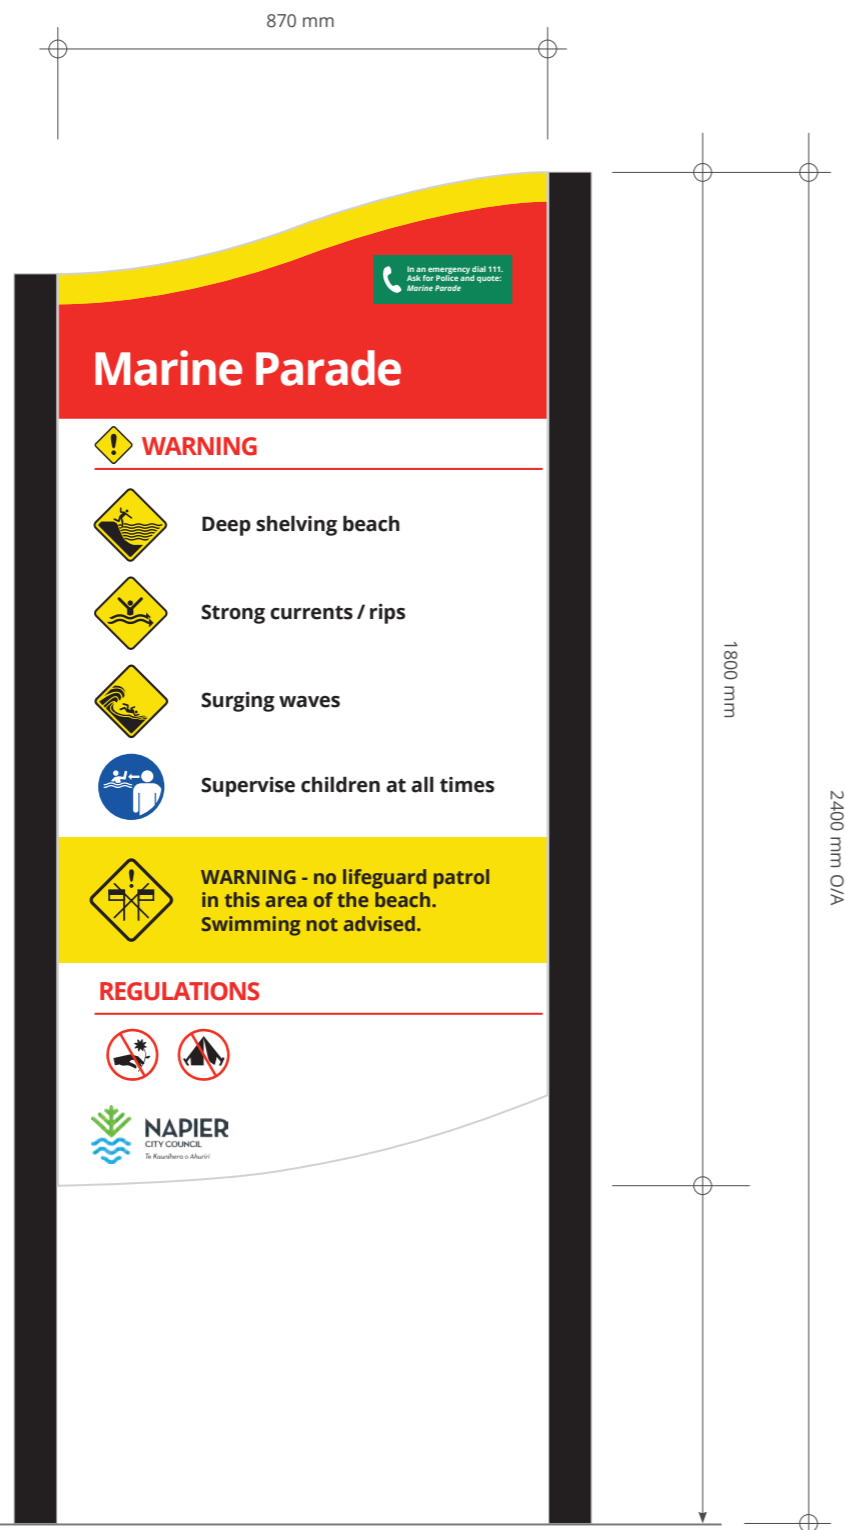 870 mm
In an emergency dial 111.
Ask for Police and quote:
Marine Parade
Marine Parade
WARNING
Deep shelving beach
Strong currents / rips
Surging waves
Supervise children at all times
WARNING - no lifeguard patrol
in this area of the beach.
Swimming not advised.
REGULATIONS
NAPIER
CITY COUNCIL
Te Kaunihera o Ahuriri
1800 mm
2400 mm O/A